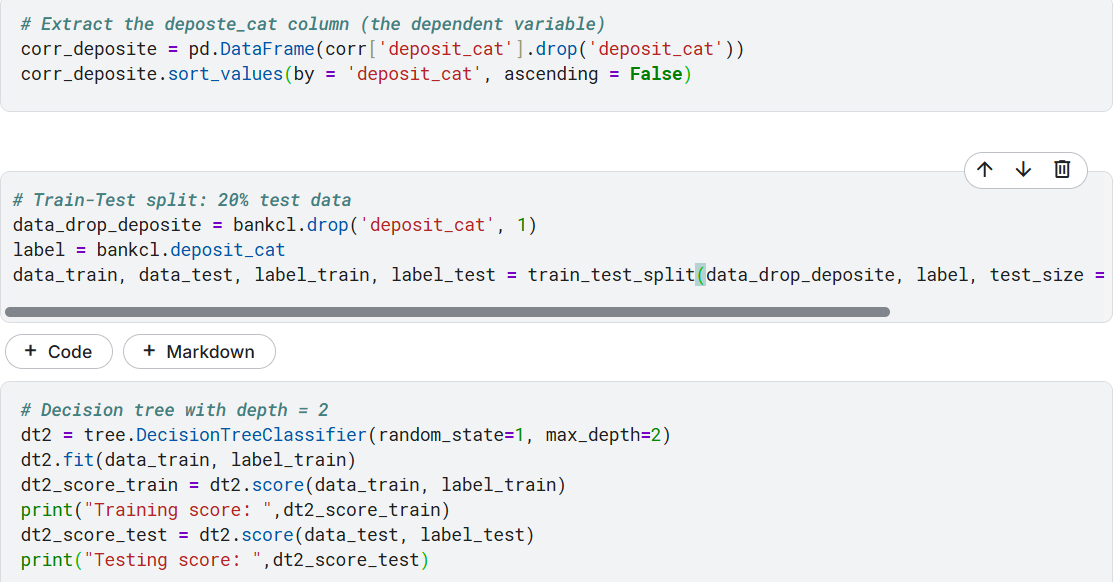 # Extract the deposte_cat column (the dependent variable)
corr_deposite = pd.DataFrame(corr['deposit_cat'].drop('deposit_cat'))
corr_deposite.sort_values(by = 'deposit_cat', ascending = False)
# Train-Test split: 20% test data
data_drop_deposite = bankcl.drop('deposit_cat', 1)
label = bankcl.deposit_cat
data_train, data_test, label_train, label_test = train_test_split(data_drop_deposite, label, test_size =
+ Code + Markdown
# Decision tree with depth = 2
dt2 = tree.DecisionTreeClassifier(random_state=1, max_depth=2)
dt2.fit(data_train, label_train)
dt2_score_train = dt2.score(data_train, label_train)
print("Training score: ",dt2_score_train)
dt2_score_test = dt2.score(data_test, label_test)
print("Testing score: ",dt2_score_test)